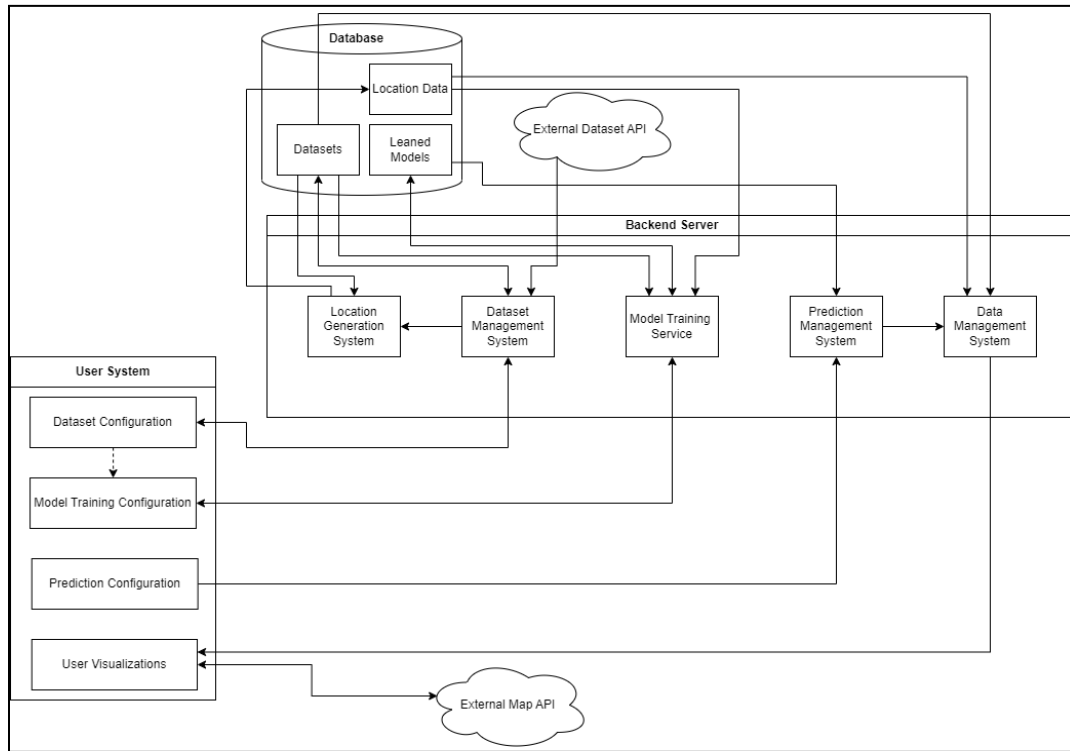 Database
Location Data
External Dataset API
Datasets
Leaned
Models
Backend Server
Location
Generation
System
Dataset
Management
System
Model Training
Service
Prediction
Management
System
Data
Management
System
User System
Dataset Configuration
Model Training Configuration
Prediction Configuration
User Visualizations
External Map API